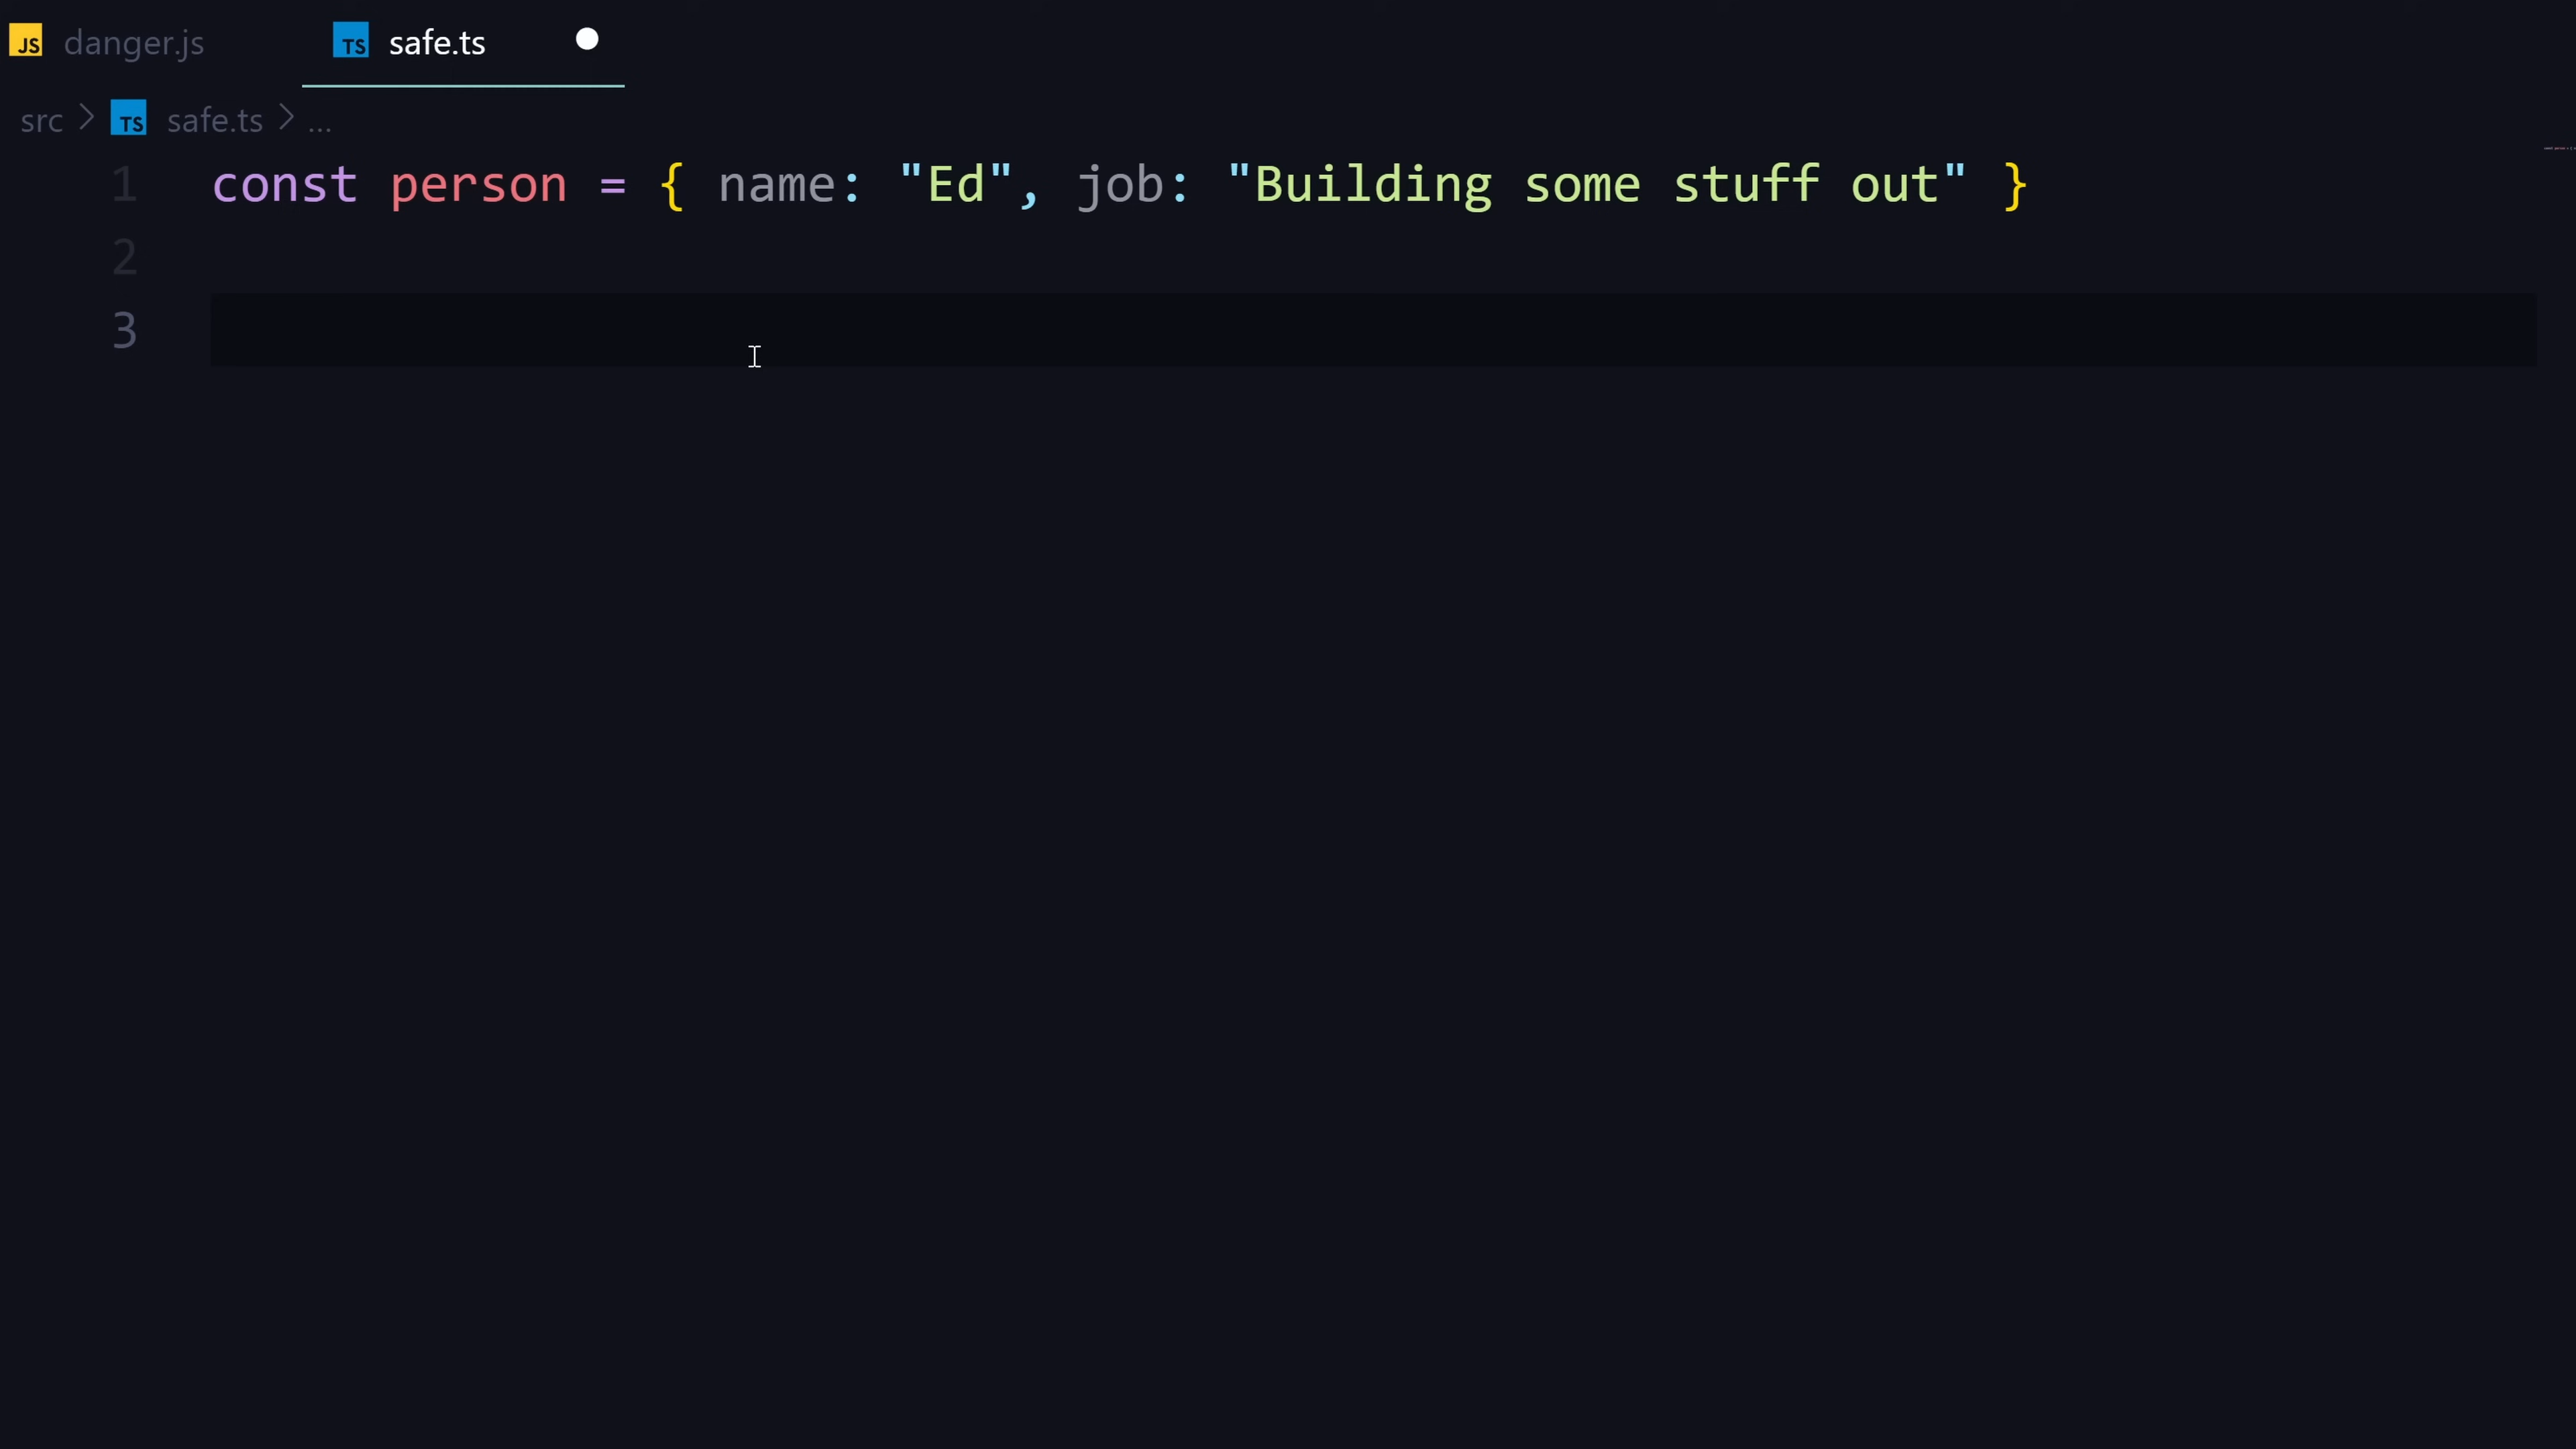 JS danger.js TS safe.ts
src > TS safe.ts > ...
1 const person = { name: "Ed", job: "Building some stuff out" }
2
3